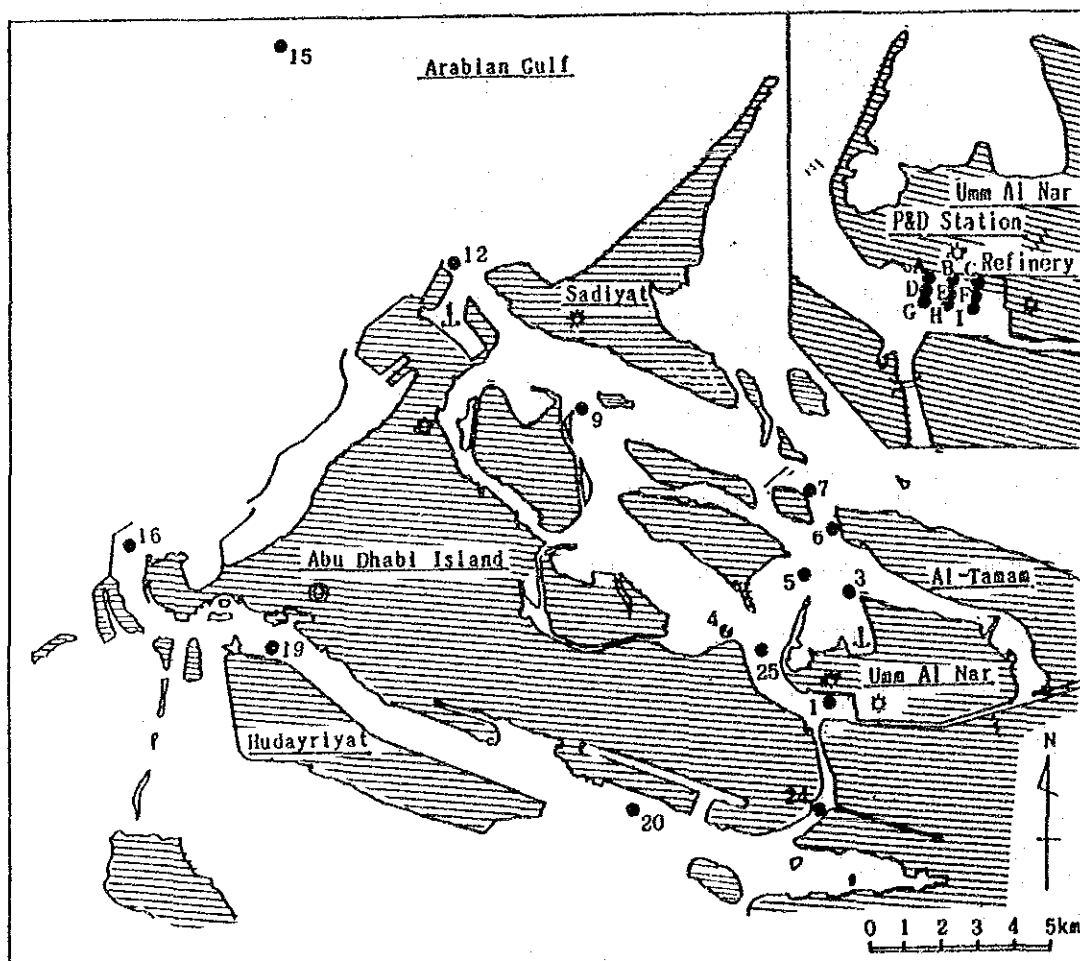 15
Arabian Gulf
Umm Al Nar
P&D Station
Refinery
A B C
D E F
G H I
12
Sadiyat
9
7
6
16
Abu Dhabi Island
5
3
Al-Tamam
4
19
25
Umm Al Nar
1
Hudayriyat
N
24
20
0 1 2 3 4 5km